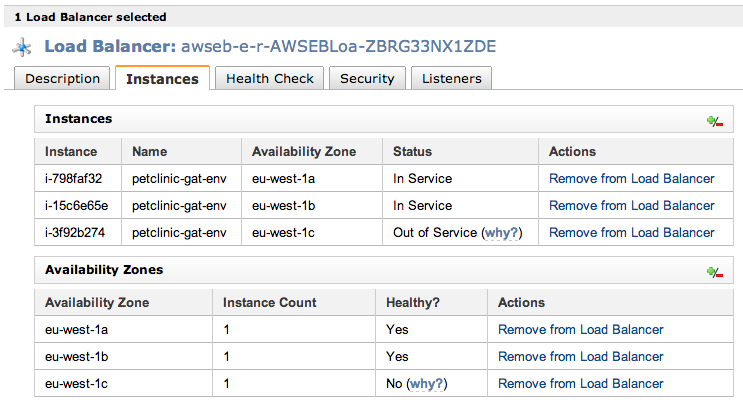 1 Load Balancer selected
Load Balancer: awseb-e-r-AWSEBLoa-ZBRG33NX1ZDE
Description Instances Health Check Security Listeners
Instances
Instance Name Availability Zone Status Actions
i-798faf32 petclinic-gat-env eu-west-1a In Service Remove from Load Balancer
i-15c6e65e petclinic-gat-env eu-west-1b In Service Remove from Load Balancer
i-3f92b274 petclinic-gat-env eu-west-1c Out of Service (why?) Remove from Load Balancer
Availability Zones
Availability Zone Instance Count Healthy? Actions
eu-west-1a 1 Yes Remove from Load Balancer
eu-west-1b 1 Yes Remove from Load Balancer
eu-west-1c 1 No (why?) Remove from Load Balancer